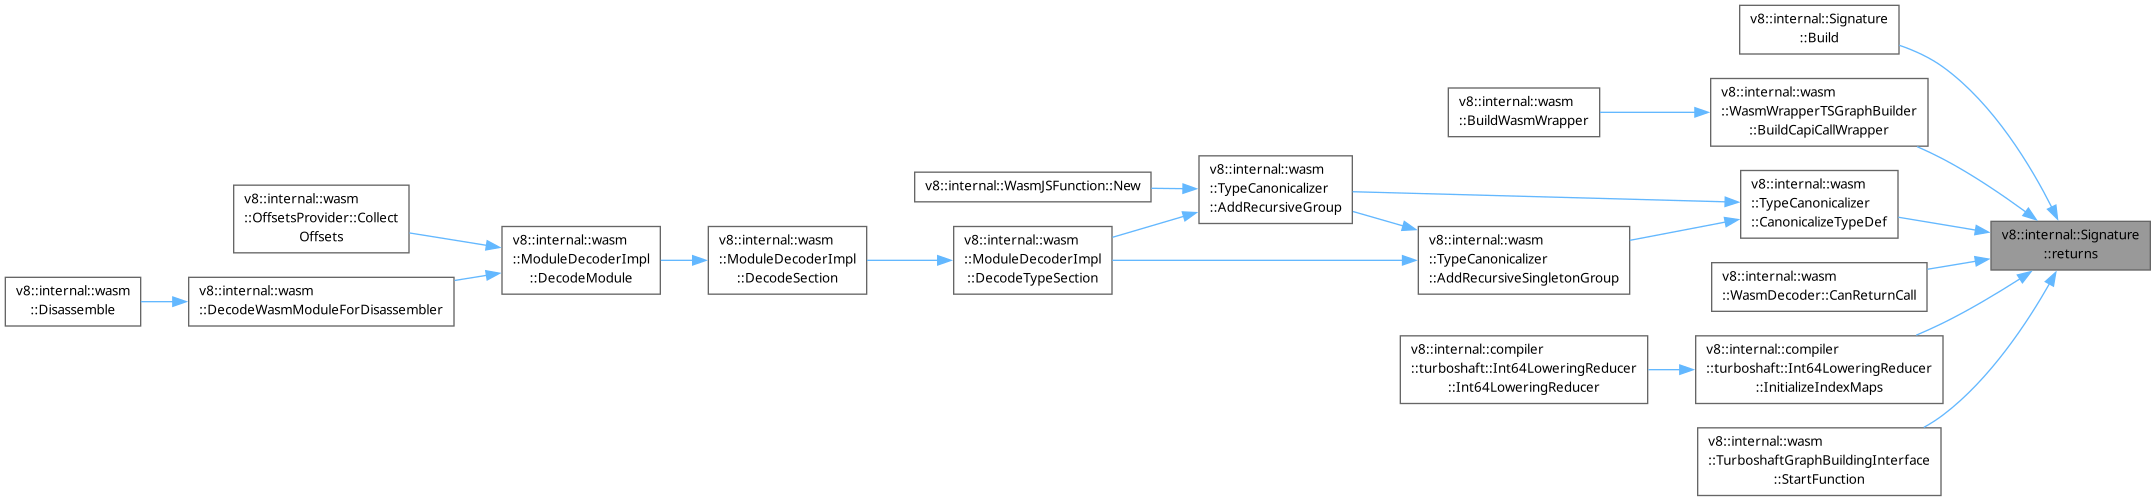 v8::internal::Signature
::Build
v8::internal::wasm
::WasmWrapperTSGraphBuilder
::BuildCapiCallWrapper
v8::internal::wasm
::BuildWasmWrapper
v8::internal::wasm
::TypeCanonicalizer
::AddRecursiveGroup
v8::internal::WasmJSFunction::New
v8::internal::wasm
::TypeCanonicalizer
::CanonicalizeTypeDef
v8::internal::wasm
::OffsetsProvider::Collect
Offsets
v8::internal::Signature
::returns
v8::internal::wasm
::ModuleDecoderImpl
::DecodeModule
v8::internal::wasm
::ModuleDecoderImpl
::DecodeSection
v8::internal::wasm
::ModuleDecoderImpl
::DecodeTypeSection
v8::internal::wasm
::TypeCanonicalizer
::AddRecursiveSingletonGroup
v8::internal::wasm
::WasmDecoder::CanReturnCall
v8::internal::wasm
::Disassemble
v8::internal::wasm
::DecodeWasmModuleForDisassembler
v8::internal::compiler
::turboshaft::Int64LoweringReducer
::Int64LoweringReducer
v8::internal::compiler
::turboshaft::Int64LoweringReducer
::InitializeIndexMaps
v8::internal::wasm
::TurboshaftGraphBuildingInterface
::StartFunction